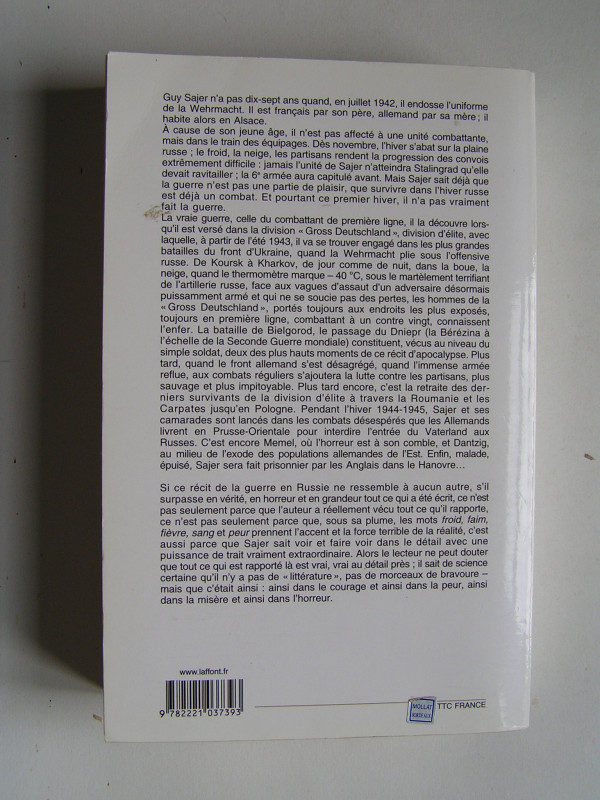 Guy Sajer n'a pas dix-sept ans quand, en juillet 1942, il endosse l'uniforme
de la Wehrmacht. Il est français par son père, allemand par sa mère ; il
habite alors en Alsace.
À cause de son jeune âge, il n'est pas affecté à une unité combattante,
mais dans le train des équipages. Dès novembre, l'hiver s'abat sur la plaine
russe ; le froid, la neige, les partisans rendent la progression des convois
extrêmement difficile : jamais l'unité de Sajer n'atteindra Stalingrad qu'elle
devait ravitailler ; la 6e armée aura capitulé avant. Mais Sajer sait déjà que
la guerre n'est pas une partie de plaisir, que survivre dans l'hiver russe
est déjà un combat. Et pourtant ce premier hiver, il n'a pas vraiment
fait la guerre.
La vraie guerre, celle du combattant de première ligne, il la découvre lors-
qu'il est versé dans la division « Gross Deutschland », division d'élite, avec
laquelle, à partir de l'été 1943, il va se trouver engagé dans les plus grandes
batailles du front d'Ukraine, quand la Wehrmacht plie sous l'offensive
russe. De Koursk à Kharkov, de jour comme de nuit, dans la boue, la
neige, quand le thermomètre marque – 40 °C, sous le martèlement terrifiant
de l'artillerie russe, face aux vagues d'assaut d'un adversaire désormais
puissamment armé et qui ne se soucie pas des pertes, les hommes de la
« Gross Deutschland », portés toujours aux endroits les plus exposés,
toujours en première ligne, combattant à un contre vingt, connaissent
l'enfer. La bataille de Bielgorod, le passage du Dniepr (la Bérézina à
l'échelle de la Seconde Guerre mondiale) constituent, vécus au niveau du
simple soldat, deux des plus hauts moments de ce récit d'apocalypse. Plus
tard, quand le front allemand s'est désagrégé, quand l'immense armée
reflue, aux combats réguliers s'ajoutera la lutte contre les partisans, plus
sauvage et plus impitoyable. Plus tard encore, c'est la retraite des der-
niers survivants de la division d'élite à travers la Roumanie et les
Carpates jusqu'en Pologne. Pendant l'hiver 1944-1945, Sajer et ses
camarades sont lancés dans les combats désespérés que les Allemands
livrent en Prusse-Orientale pour interdire l'entrée du Vaterland aux
Russes. C'est encore Memel, où l'horreur est à son comble, et Dantzig,
au milieu de l'exode des populations allemandes de l'Est. Enfin, malade,
épuisé, Sajer sera fait prisonnier par les Anglais dans le Hanovre...
Si ce récit de la guerre en Russie ne ressemble à aucun autre, s'il
surpasse en vérité, en horreur et en grandeur tout ce qui a été écrit, ce n'est
pas seulement parce que l'auteur a réellement vécu tout ce qu'il rapporte,
ce n'est pas seulement parce que, sous sa plume, les mots froid, faim,
fièvre, sang et peur prennent l'accent et la force terrible de la réalité, c'est
aussi parce que Sajer sait voir et faire voir dans le détail avec une
puissance de trait vraiment extraordinaire. Alors le lecteur ne peut douter
que tout ce qui est rapporté là est vrai, vrai au détail près ; il sait de science
certaine qu'il n'y a pas de « littérature », pas de morceaux de bravoure –
mais que c'était ainsi : ainsi dans le courage et ainsi dans la peur, ainsi
dans la misère et ainsi dans l'horreur.
www.laffont.fr
9 782221 037393
MOLLAT
BORDEAUX
TTC FRANCE